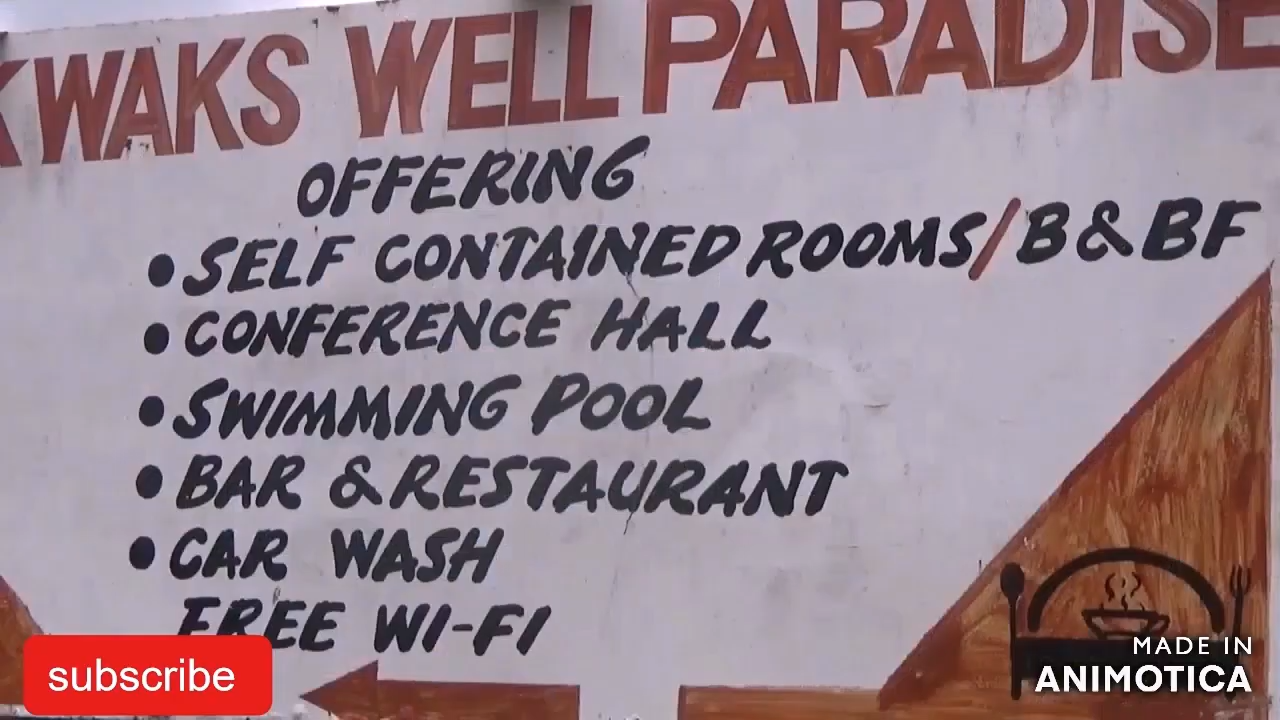 KWAKS WELL PARADISE
OFFERING
• SELF CONTAINED ROOMS/B&BF
• CONFERENCE HALL
• SWIMMING POOL
• BAR & RESTAURANT
• CAR WASH
FREE WI-FI
subscribe
MADE IN
ANIMOTICA